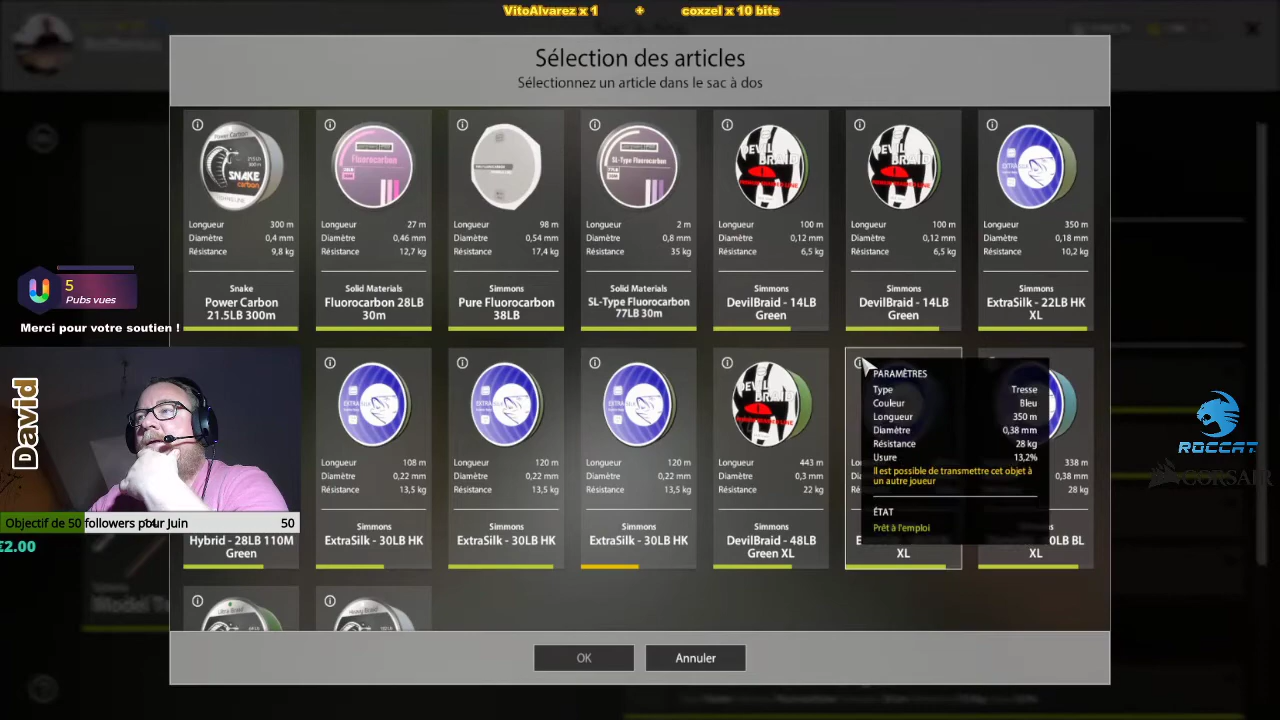 VitoAlvarez x 1 + coxzel x 10 bits
Sélection des articles
Sélectionnez un article dans le sac à dos
Longueur 300 m
Diamètre 0,4 mm
Résistance 9,8 kg
Snake
Power Carbon
21.5LB 300m
Fluorocarbon
Longueur 27 m
Diamètre 0,46 mm
Résistance 12,7 kg
Solid Materials
Fluorocarbon 28LB
30m
Longueur 98 m
Diamètre 0,54 mm
Résistance 17,4 kg
Simmons
Pure Fluorocarbon
38LB
SL-Type Fluorocarbon
Longueur 2 m
Diamètre 0,8 mm
Résistance 35 kg
Solid Materials
SL-Type Fluorocarbon
77LB 30m
Longueur 100 m
Diamètre 0,12 mm
Résistance 6,5 kg
Simmons
DevilBraid - 14LB
Green
Longueur 100 m
Diamètre 0,12 mm
Résistance 6,5 kg
Simmons
DevilBraid - 14LB
Green
Longueur 350 m
Diamètre 0,18 mm
Résistance 10,2 kg
Simmons
ExtraSilk - 22LB HK
XL
5
Pubs vues
Merci pour votre soutien !
David
Objectif de 50 followers pour Juin 50
€2.00
Hybrid - 28LB 110M
Green
Longueur 108 m
Diamètre 0,22 mm
Résistance 13,5 kg
Simmons
ExtraSilk - 30LB HK
Longueur 120 m
Diamètre 0,22 mm
Résistance 13,5 kg
Simmons
ExtraSilk - 30LB HK
Longueur 120 m
Diamètre 0,22 mm
Résistance 13,5 kg
Simmons
ExtraSilk - 30LB HK
Longueur 443 m
Diamètre 0,3 mm
Résistance 22 kg
Simmons
DevilBraid - 48LB
Green XL
PARAMÈTRES
Type Tresse
Couleur Bleu
Longueur 350 m
Diamètre 0,38 mm
Résistance 28 kg
Usure 13,2%
Il est possible de transmettre cet objet à
un autre joueur
ÉTAT
Prêt à l'emploi
XL
338 m
0,38 mm
28 kg
0LB BL
XL
ROCCAT
CORSAIR
OK
Annuler